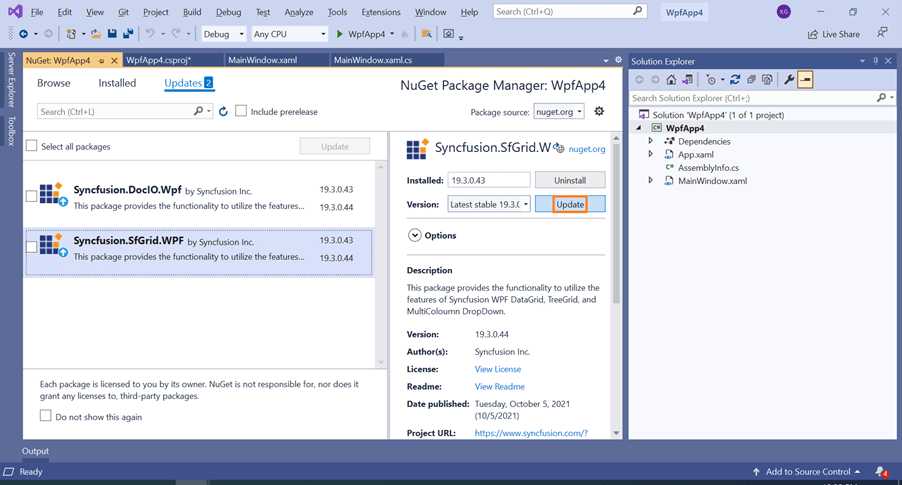 File Edit View Git Project Build Debug Test Analyze Tools Extensions Window Help Search (Ctrl+Q) WpfApp4 KG
Debug Any CPU WpfApp4 Live Share
Server Explorer
Toolbox
NuGet: WpfApp4 WpfApp4.csproj* MainWindow.xaml MainWindow.xaml.cs
Browse Installed Updates 2
NuGet Package Manager: WpfApp4
Search (Ctrl+L) Include prerelease
Package source: nuget.org
Select all packages Update
Syncfusion.DocIO.Wpf by Syncfusion Inc. 19.3.0.43
This package provides the functionality to utilize the features... 19.3.0.44
Syncfusion.SfGrid.WPF by Syncfusion Inc. 19.3.0.43
This package provides the functionality to utilize the features... 19.3.0.44
Each package is licensed to you by its owner. NuGet is not responsible for, nor does it
grant any licenses to, third-party packages.
Do not show this again
Syncfusion.SfGrid.W nuget.org
Installed: 19.3.0.43 Uninstall
Version: Latest stable 19.3.( Update
Options
Description
This package provides the functionality to utilize the
features of Syncfusion WPF DataGrid, TreeGrid, and
MultiColoumn DropDown.
Version: 19.3.0.44
Author(s): Syncfusion Inc.
License: View License
Readme: View Readme
Date published: Tuesday, October 5, 2021
(10/5/2021)
Project URL: https://www.syncfusion.com/?
Solution Explorer
Search Solution Explorer (Ctrl+;)
Solution 'WpfApp4' (1 of 1 project)
WpfApp4
Dependencies
App.xaml
AssemblyInfo.cs
MainWindow.xaml
Output
Ready Add to Source Control 4